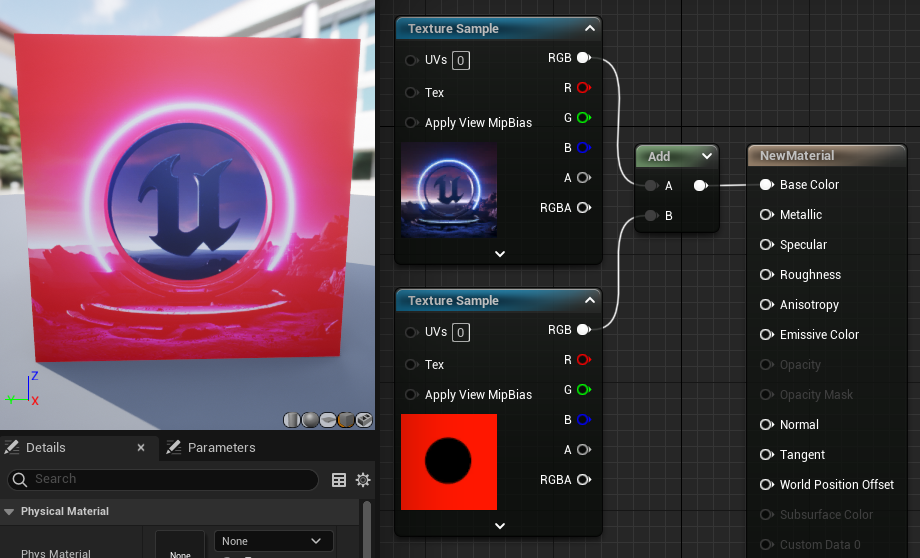 Texture Sample
UVs 0
RGB
Tex
R
Apply View MipBias
G
B
A
RGBA
Add
A
B
NewMaterial
Base Color
Metallic
Specular
Roughness
Anisotropy
Emissive Color
Opacity
Opacity Mask
Normal
Tangent
World Position Offset
Subsurface Color
Custom Data 0
Texture Sample
UVs 0
RGB
Tex
R
Apply View MipBias
G
B
A
RGBA
Z
Y
X
Details
Parameters
Search
Physical Material
Phys Material
None
None